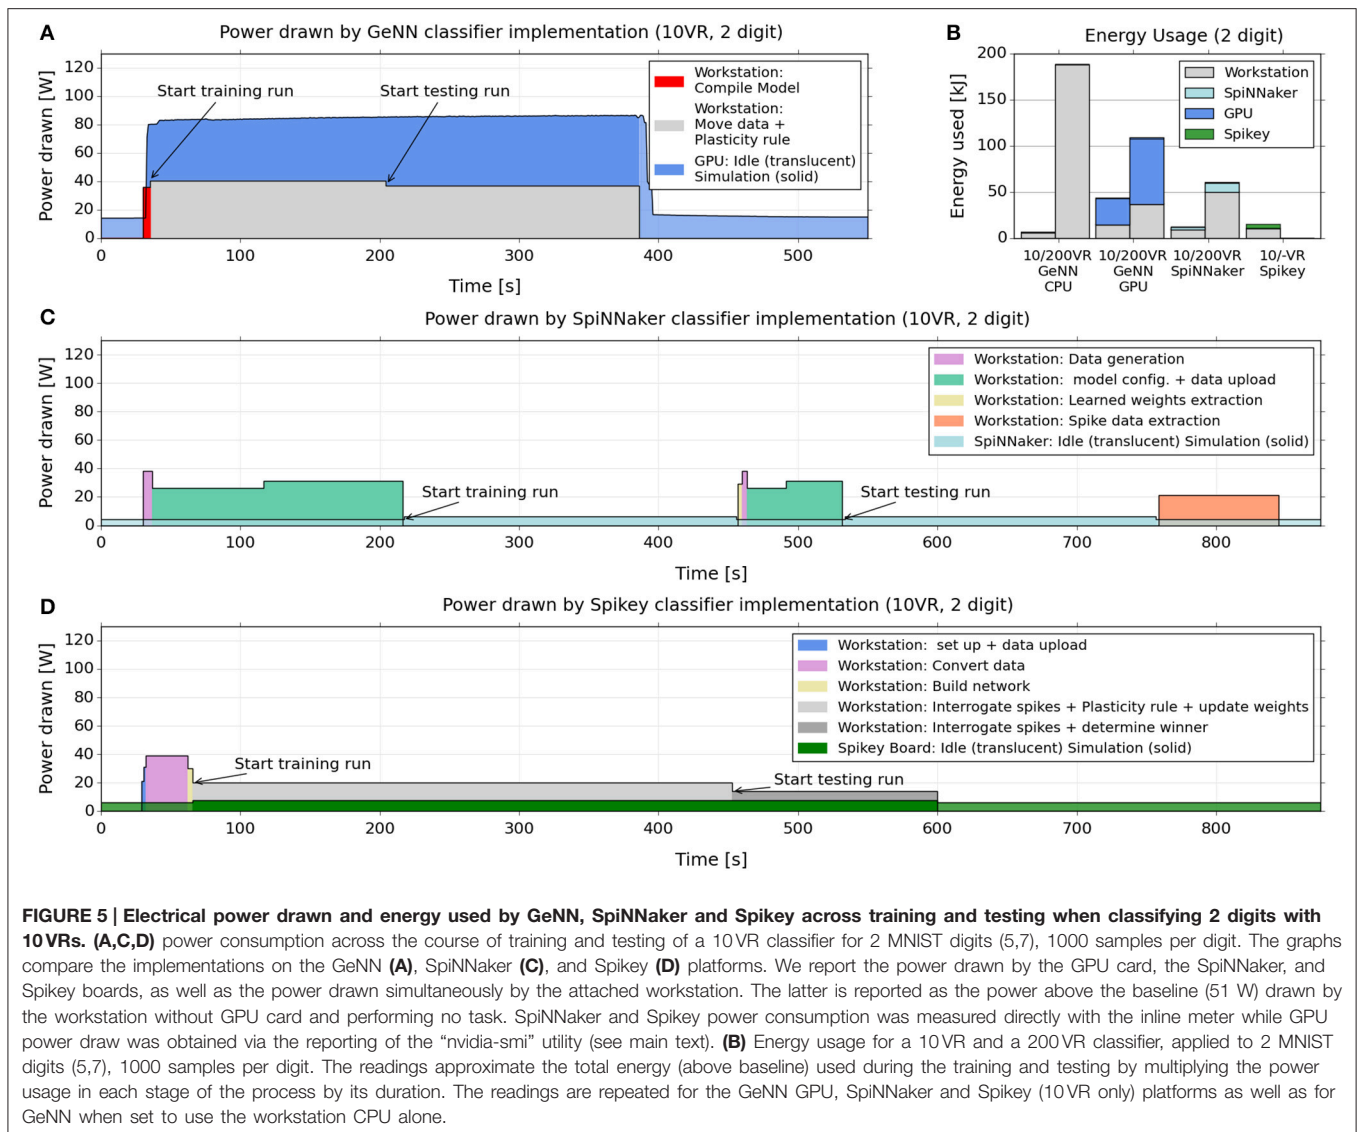 A
Power drawn by GeNN classifier implementation (10VR, 2 digit)
Power drawn [W]
120
100
80
60
40
20
0
Start training run
Start testing run
Workstation:
Compile Model
Workstation:
Move data +
Plasticity rule
GPU: Idle (translucent)
Simulation (solid)
0
100
200
300
400
500
Time [s]
B
Energy Usage (2 digit)
Energy used [kJ]
200
150
100
50
0
Workstation
SpiNNaker
GPU
Spikey
10/200VR
GeNN
CPU
10/200VR
GeNN
GPU
10/200VR
SpiNNaker
10/-VR
Spikey
C
Power drawn by SpiNNaker classifier implementation (10VR, 2 digit)
Power drawn [W]
120
100
80
60
40
20
0
Workstation: Data generation
Workstation: model config. + data upload
Workstation: Learned weights extraction
Workstation: Spike data extraction
SpiNNaker: Idle (translucent) Simulation (solid)
Start training run
Start testing run
0
100
200
300
400
500
600
700
800
Time [s]
D
Power drawn by Spikey classifier implementation (10VR, 2 digit)
Power drawn [W]
120
100
80
60
40
20
0
Workstation: set up + data upload
Workstation: Convert data
Workstation: Build network
Workstation: Interrogate spikes + Plasticity rule + update weights
Workstation: Interrogate spikes + determine winner
Spikey Board: Idle (translucent) Simulation (solid)
Start training run
Start testing run
0
100
200
300
400
500
600
700
800
Time [s]
FIGURE 5 | Electrical power drawn and energy used by GeNN, SpiNNaker and Spikey across training and testing when classifying 2 digits with
10 VRs. (A,C,D) power consumption across the course of training and testing of a 10 VR classifier for 2 MNIST digits (5,7), 1000 samples per digit. The graphs
compare the implementations on the GeNN (A), SpiNNaker (C), and Spikey (D) platforms. We report the power drawn by the GPU card, the SpiNNaker, and
Spikey boards, as well as the power drawn simultaneously by the attached workstation. The latter is reported as the power above the baseline (51 W) drawn by
the workstation without GPU card and performing no task. SpiNNaker and Spikey power consumption was measured directly with the inline meter while GPU
power draw was obtained via the reporting of the “nvidia-smi” utility (see main text). (B) Energy usage for a 10 VR and a 200 VR classifier, applied to 2 MNIST
digits (5,7), 1000 samples per digit. The readings approximate the total energy (above baseline) used during the training and testing by multiplying the power
usage in each stage of the process by its duration. The readings are repeated for the GeNN GPU, SpiNNaker and Spikey (10 VR only) platforms as well as for
GeNN when set to use the workstation CPU alone.